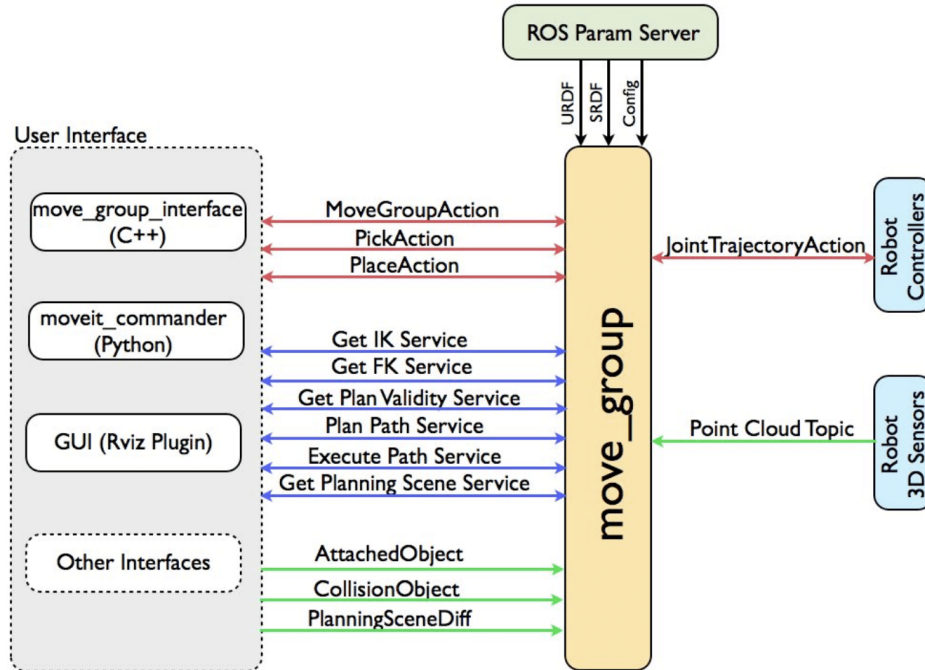 ROS Param Server
URDF
SRDF
Config
User Interface
move_group_interface
(C++)
moveit_commander
(Python)
GUI (Rviz Plugin)
Other Interfaces
MoveGroupAction
PickAction
PlaceAction
Get IK Service
Get FK Service
Get Plan Validity Service
Plan Path Service
Execute Path Service
Get Planning Scene Service
AttachedObject
CollisionObject
PlanningSceneDiff
move_group
JointTrajectoryAction
Point Cloud Topic
Robot
Controllers
Robot
3D Sensors